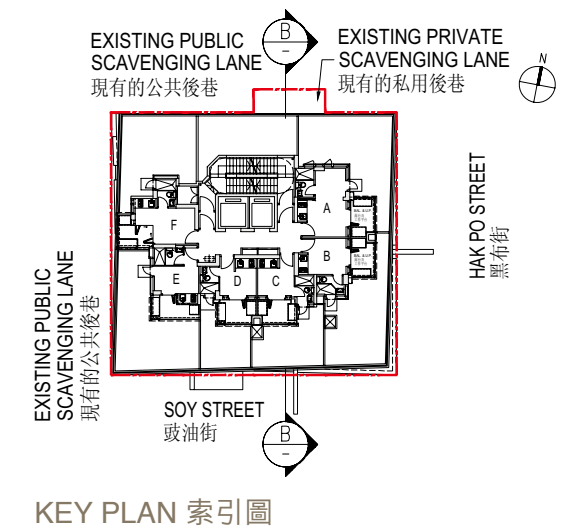 B
-
EXISTING PUBLIC
SCAVENGING LANE
現有的公共後巷
EXISTING PRIVATE
SCAVENGING LANE
現有的私用後巷
N
A
F
B
E
D
C
HAK PO STREET
黑布街
EXISTING PUBLIC
SCAVENGING LANE
現有的公共後巷
SOY STREET
豉油街
B
-
KEY PLAN 索引圖